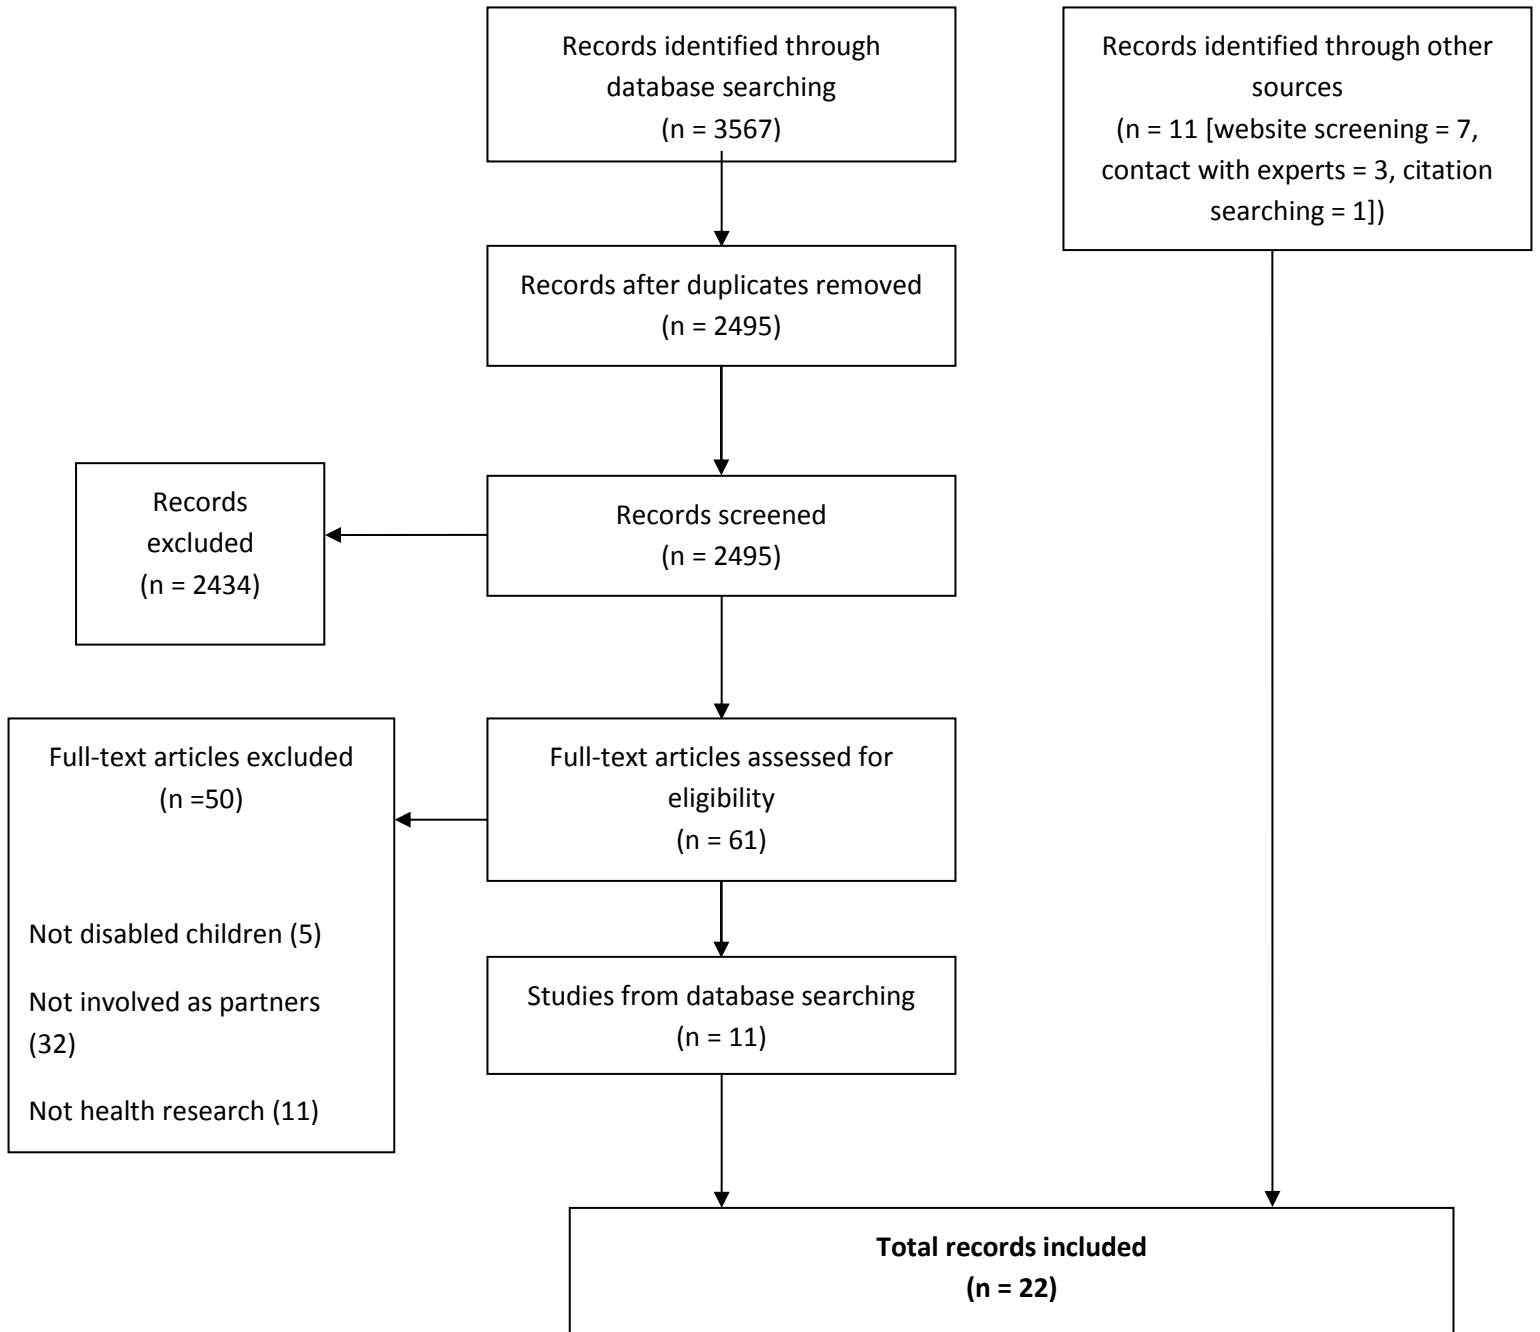 Records identified through
database searching
(n = 3567)
Records identified through other
sources
(n = 11 [website screening = 7,
contact with experts = 3, citation
searching = 1])
Records after duplicates removed
(n = 2495)
Records
excluded
(n = 2434)
Records screened
(n = 2495)
Full-text articles excluded
(n =50)
Not disabled children (5)
Not involved as partners
(32)
Not health research (11)
Full-text articles assessed for
eligibility
(n = 61)
Studies from database searching
(n = 11)
Total records included
(n = 22)